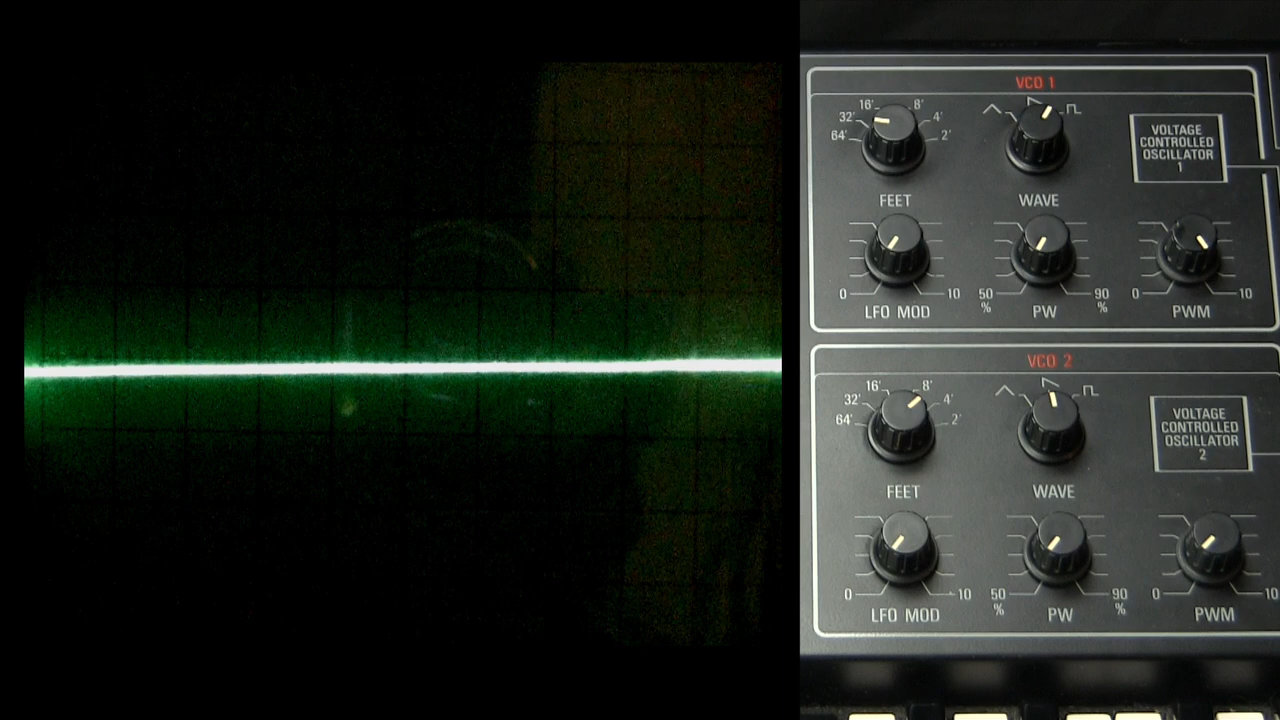 VCO 1
16' 8'
32' 4'
64' 2'
FEET
WAVE
VOLTAGE
CONTROLLED
OSCILLATOR
1
0 10
LFO MOD
50 90
% %
PW
0 10
PWM
VCO 2
16' 8'
32' 4'
64' 2'
FEET
WAVE
VOLTAGE
CONTROLLED
OSCILLATOR
2
0 10
LFO MOD
50 90
% %
PW
0 10
PWM